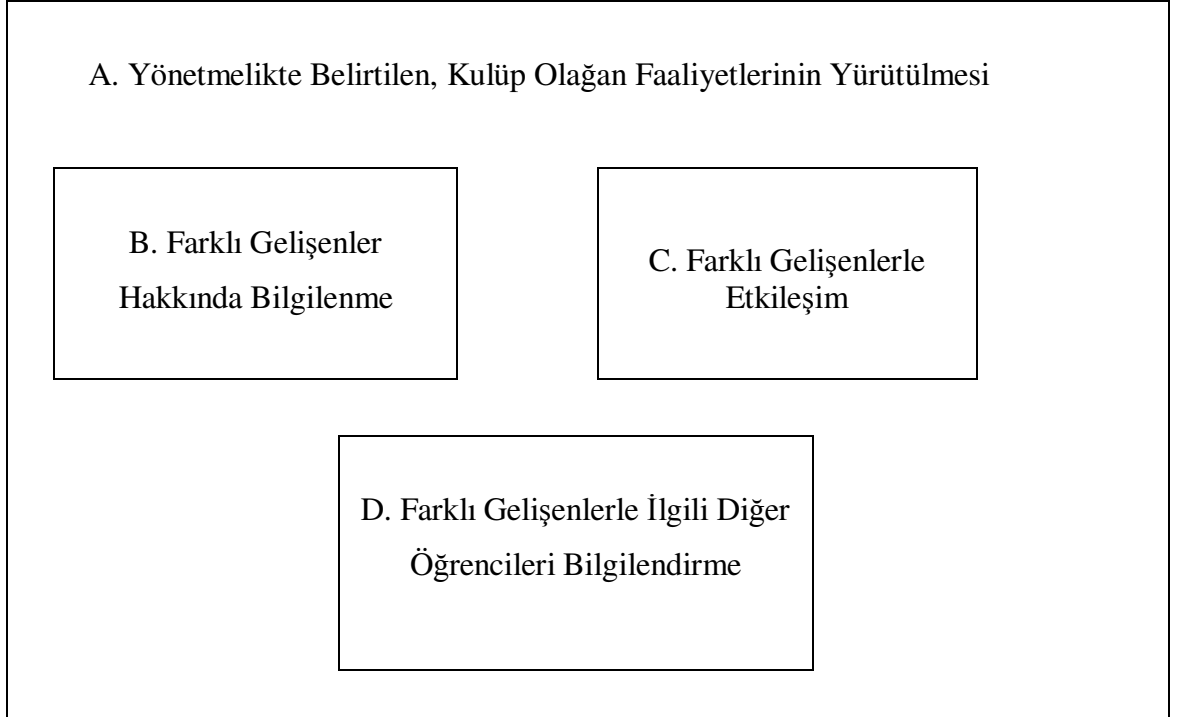 A. Yönetmelikte Belirtilen, Kulüp Olağan Faaliyetlerinin Yürütülmesi
B. Farklı Gelişenler
Hakkında Bilgilenme
C. Farklı Gelişenlerle
Etkileşim
D. Farklı Gelişenlerle İlgili Diğer
Öğrencileri Bilgilendirme